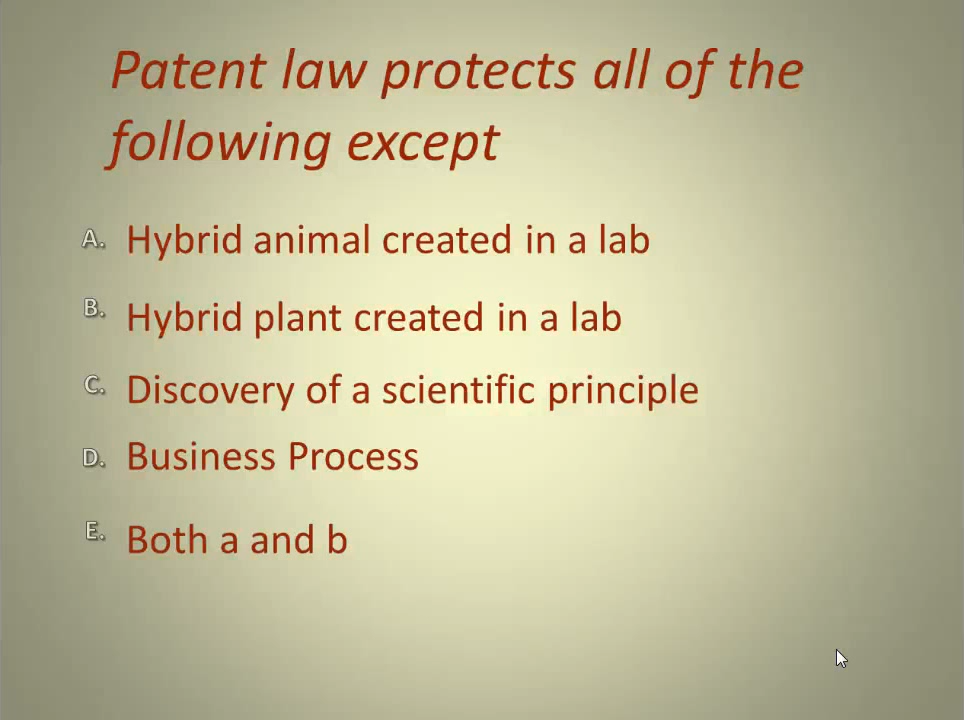 Patent law protects all of the
following except
A. Hybrid animal created in a lab
B. Hybrid plant created in a lab
C. Discovery of a scientific principle
D. Business Process
E. Both a and b